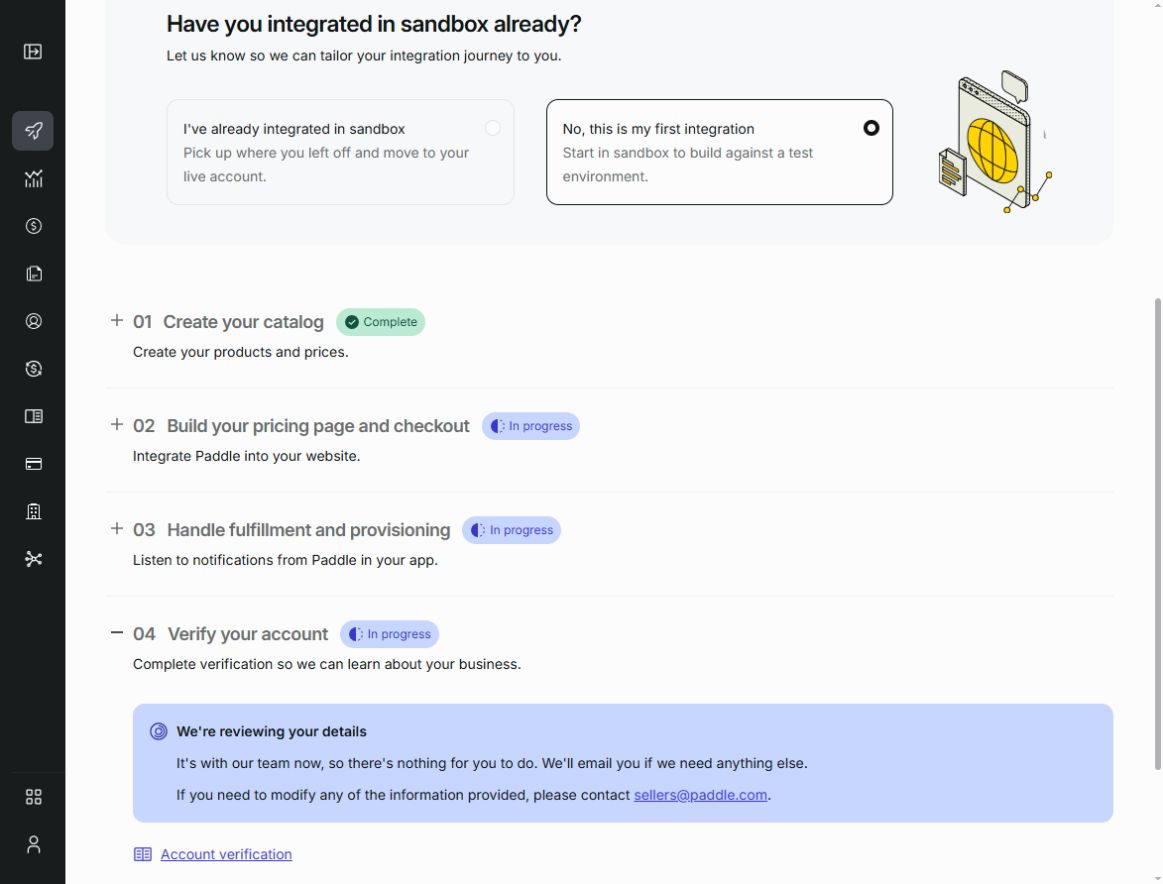 Have you integrated in sandbox already?
Let us know so we can tailor your integration journey to you.
I've already integrated in sandbox
Pick up where you left off and move to your
live account.
No, this is my first integration
Start in sandbox to build against a test
environment.
01 Create your catalog Complete
Create your products and prices.
02 Build your pricing page and checkout In progress
Integrate Paddle into your website.
03 Handle fulfillment and provisioning In progress
Listen to notifications from Paddle in your app.
04 Verify your account In progress
Complete verification so we can learn about your business.
We're reviewing your details
It's with our team now, so there's nothing for you to do. We'll email you if we need anything else.
If you need to modify any of the information provided, please contact sellers@paddle.com.
Account verification